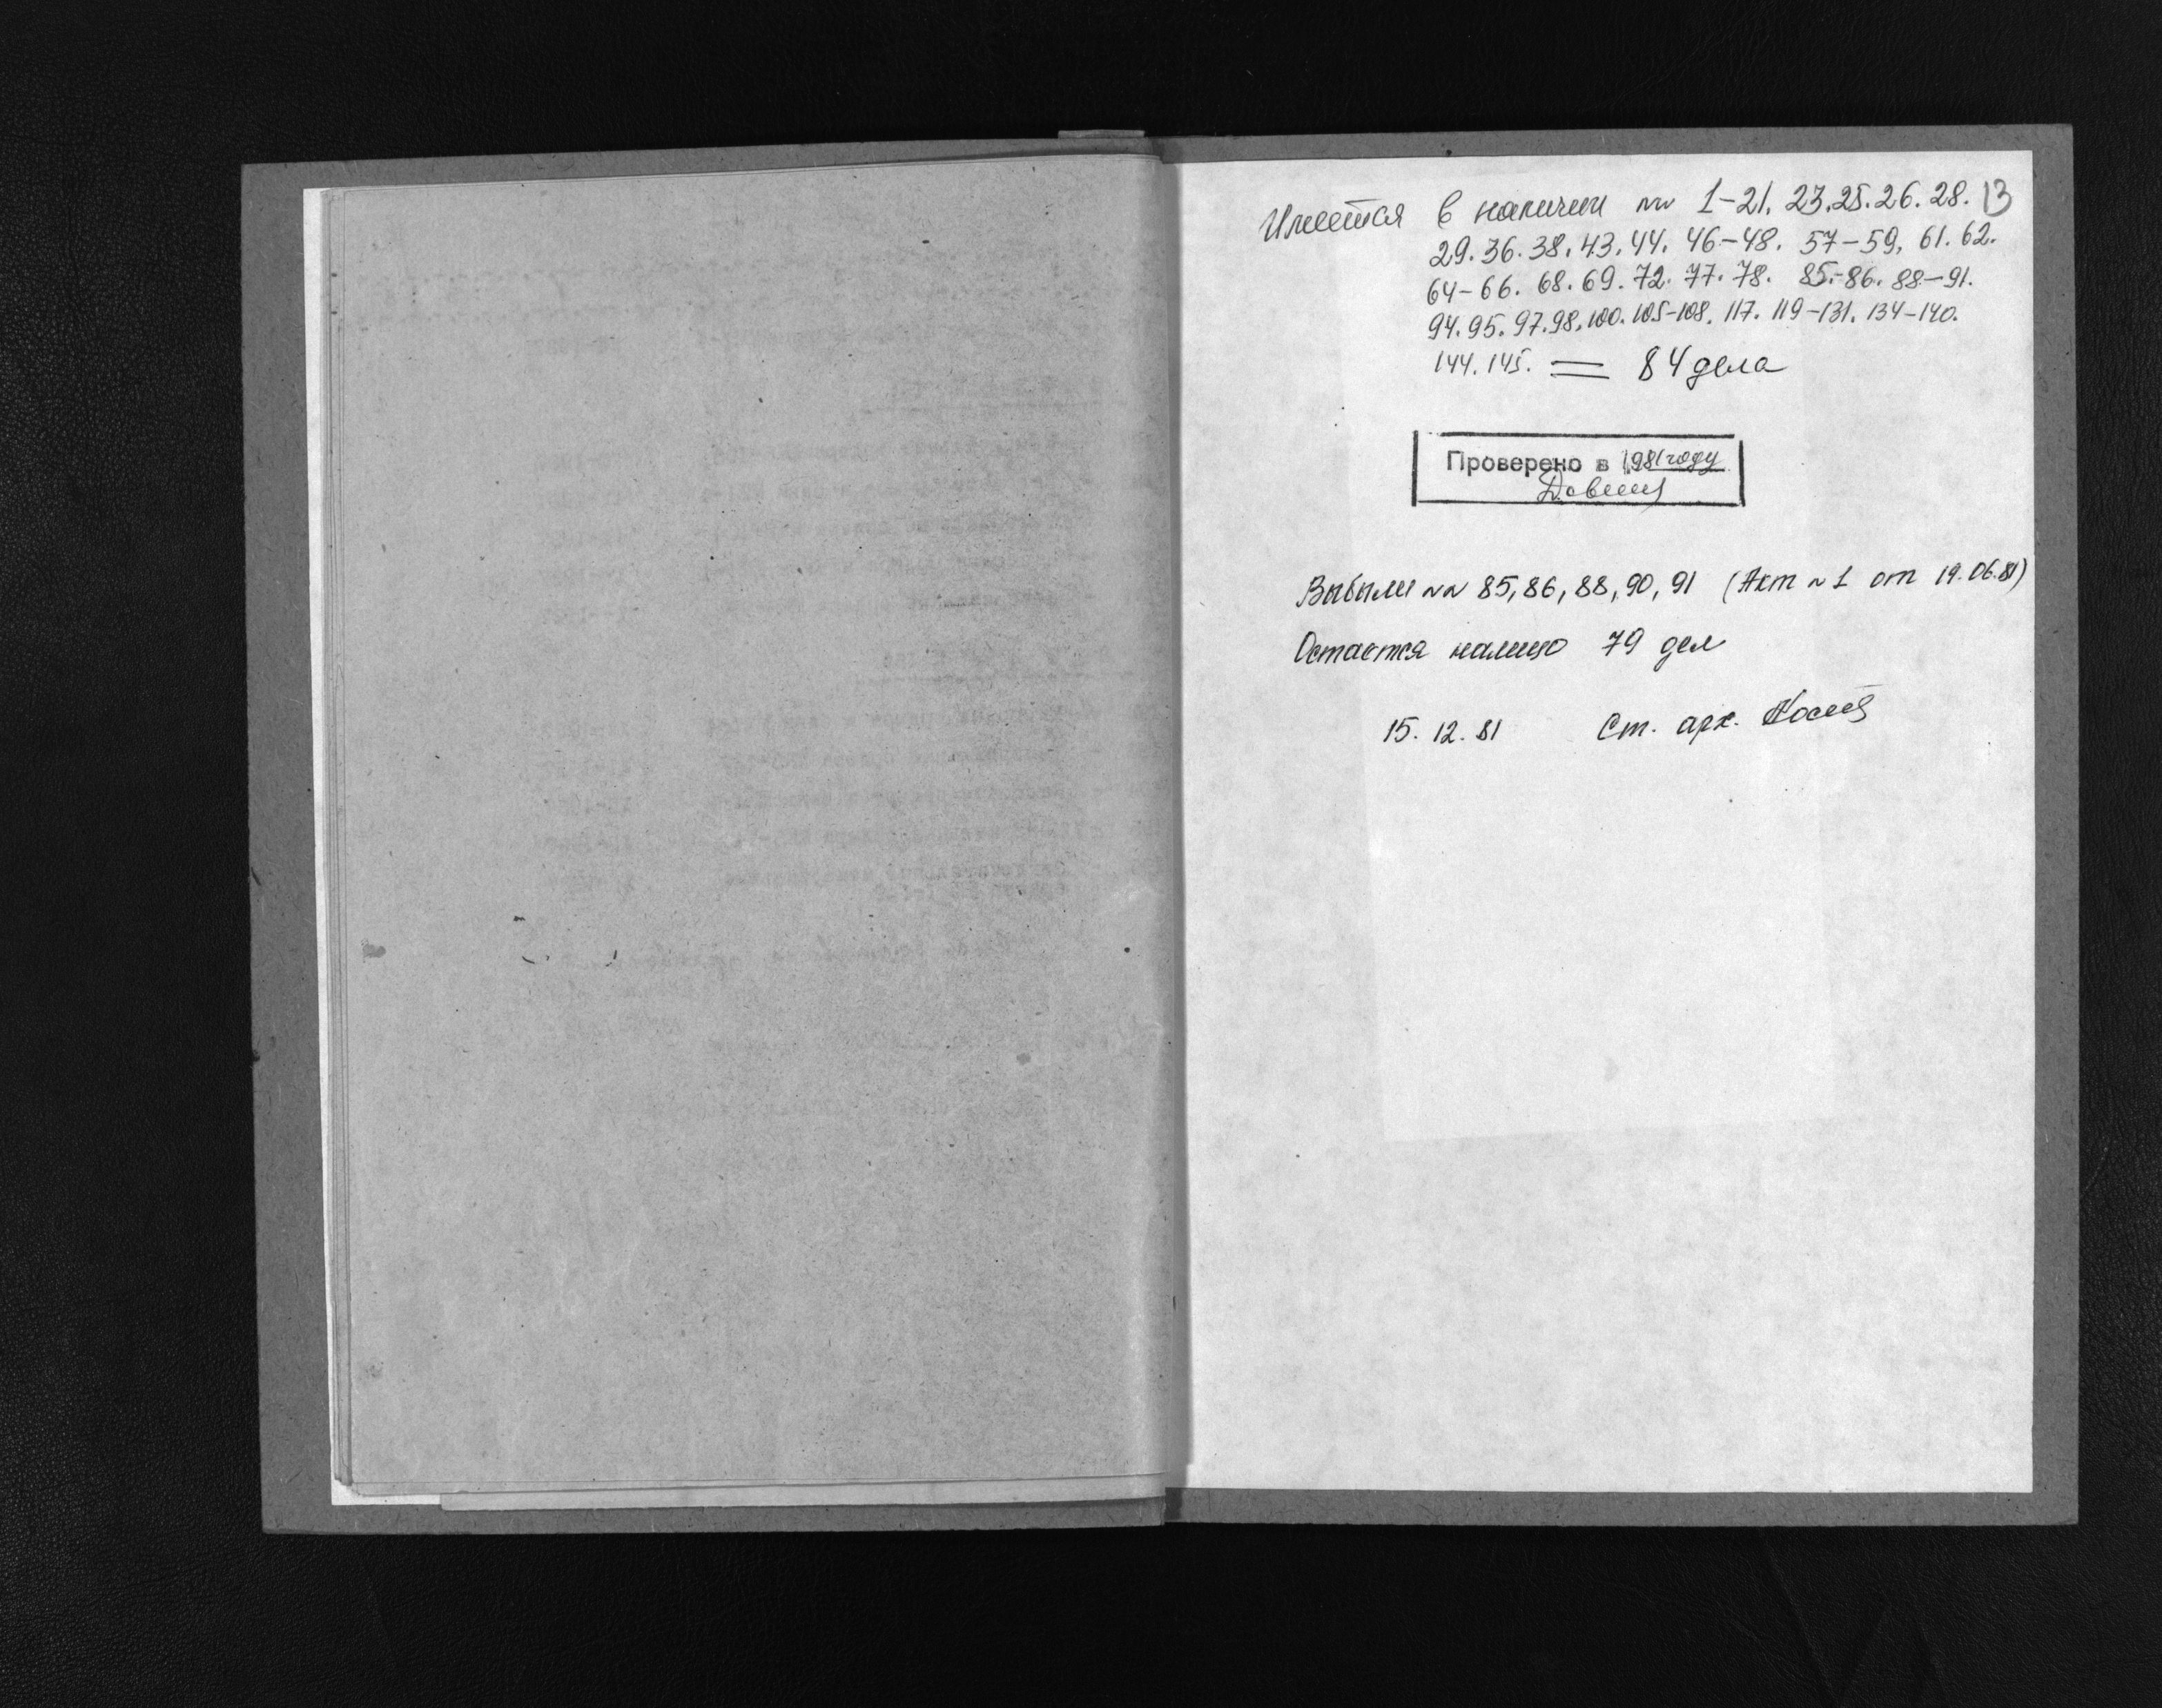 13
Имеется в наличии №№ 1-21, 23, 25. 26. 28.
29. 36. 38. 43. 44. 46-48. 57-59, 61. 62.
64-66. 68. 69. 72. 77. 78. 85.-86. 88-91.
94. 95. 97. 98. 100. 105-108. 117. 119-131. 134-140.
144. 145. = 84 дела
Проверено в 1981 году
Выбыли №№ 85, 86, 88, 90, 91 (Акт №1 от 19.06.81)
Остается налицо 79 дел
15. 12. 81 Ст. арх.